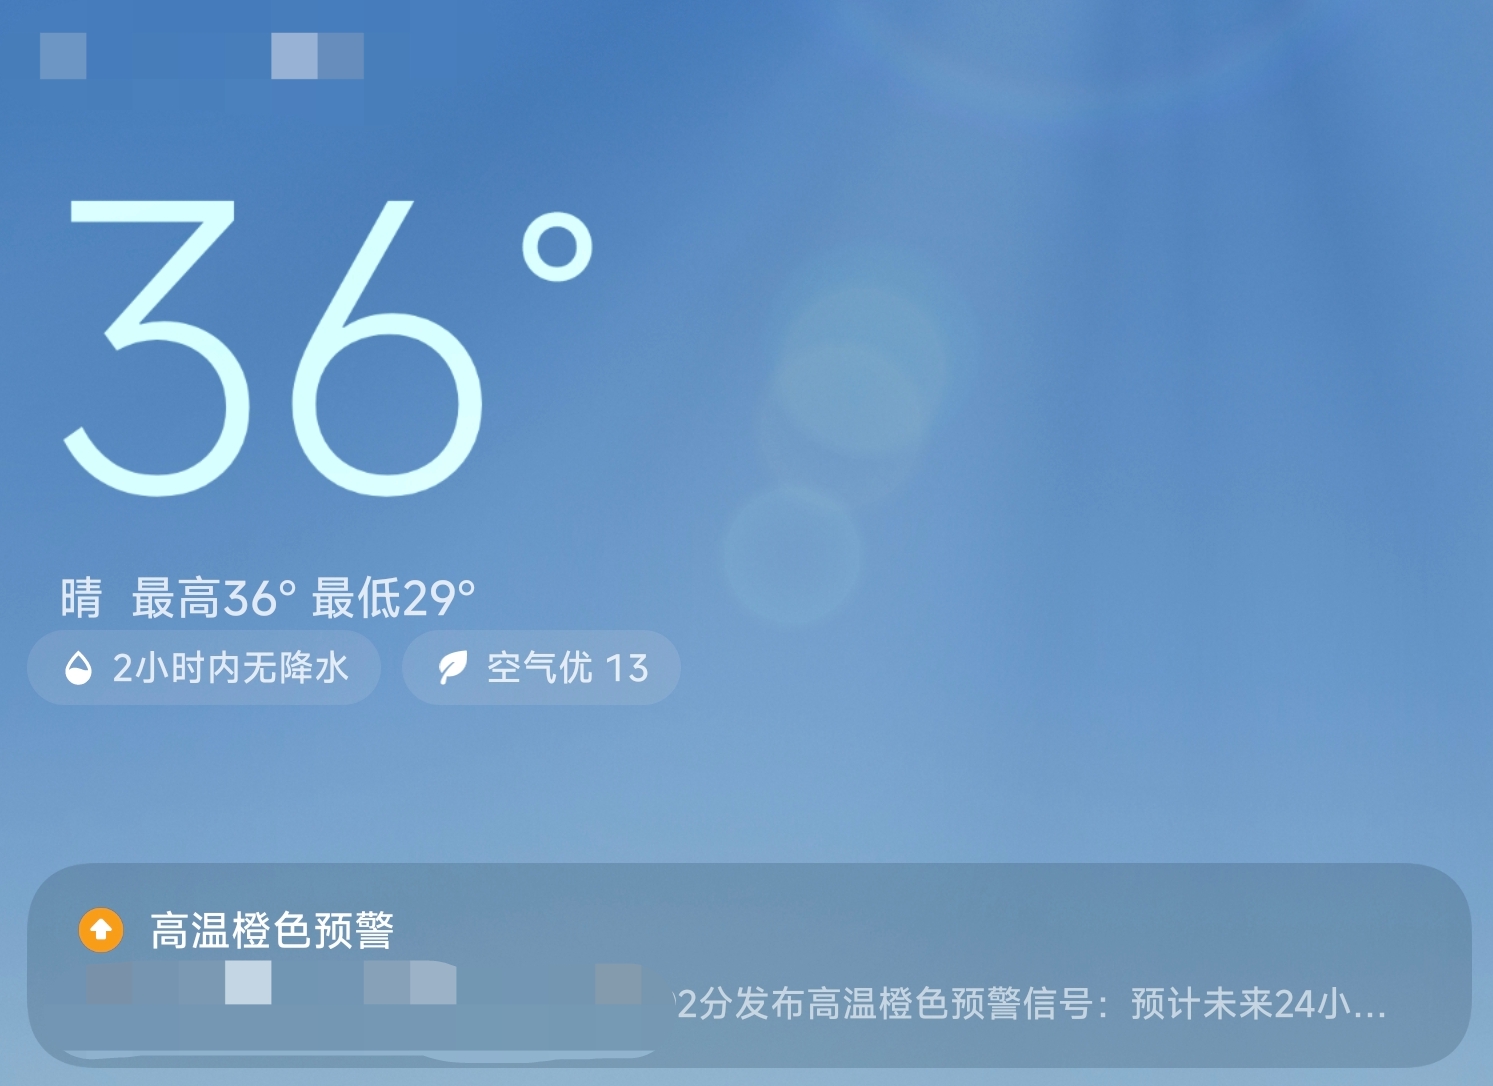 36°
晴 最高36° 最低29°
2小时内无降水 空气优 13
高温橙色预警
2分发布高温橙色预警信号：预计未来24小...